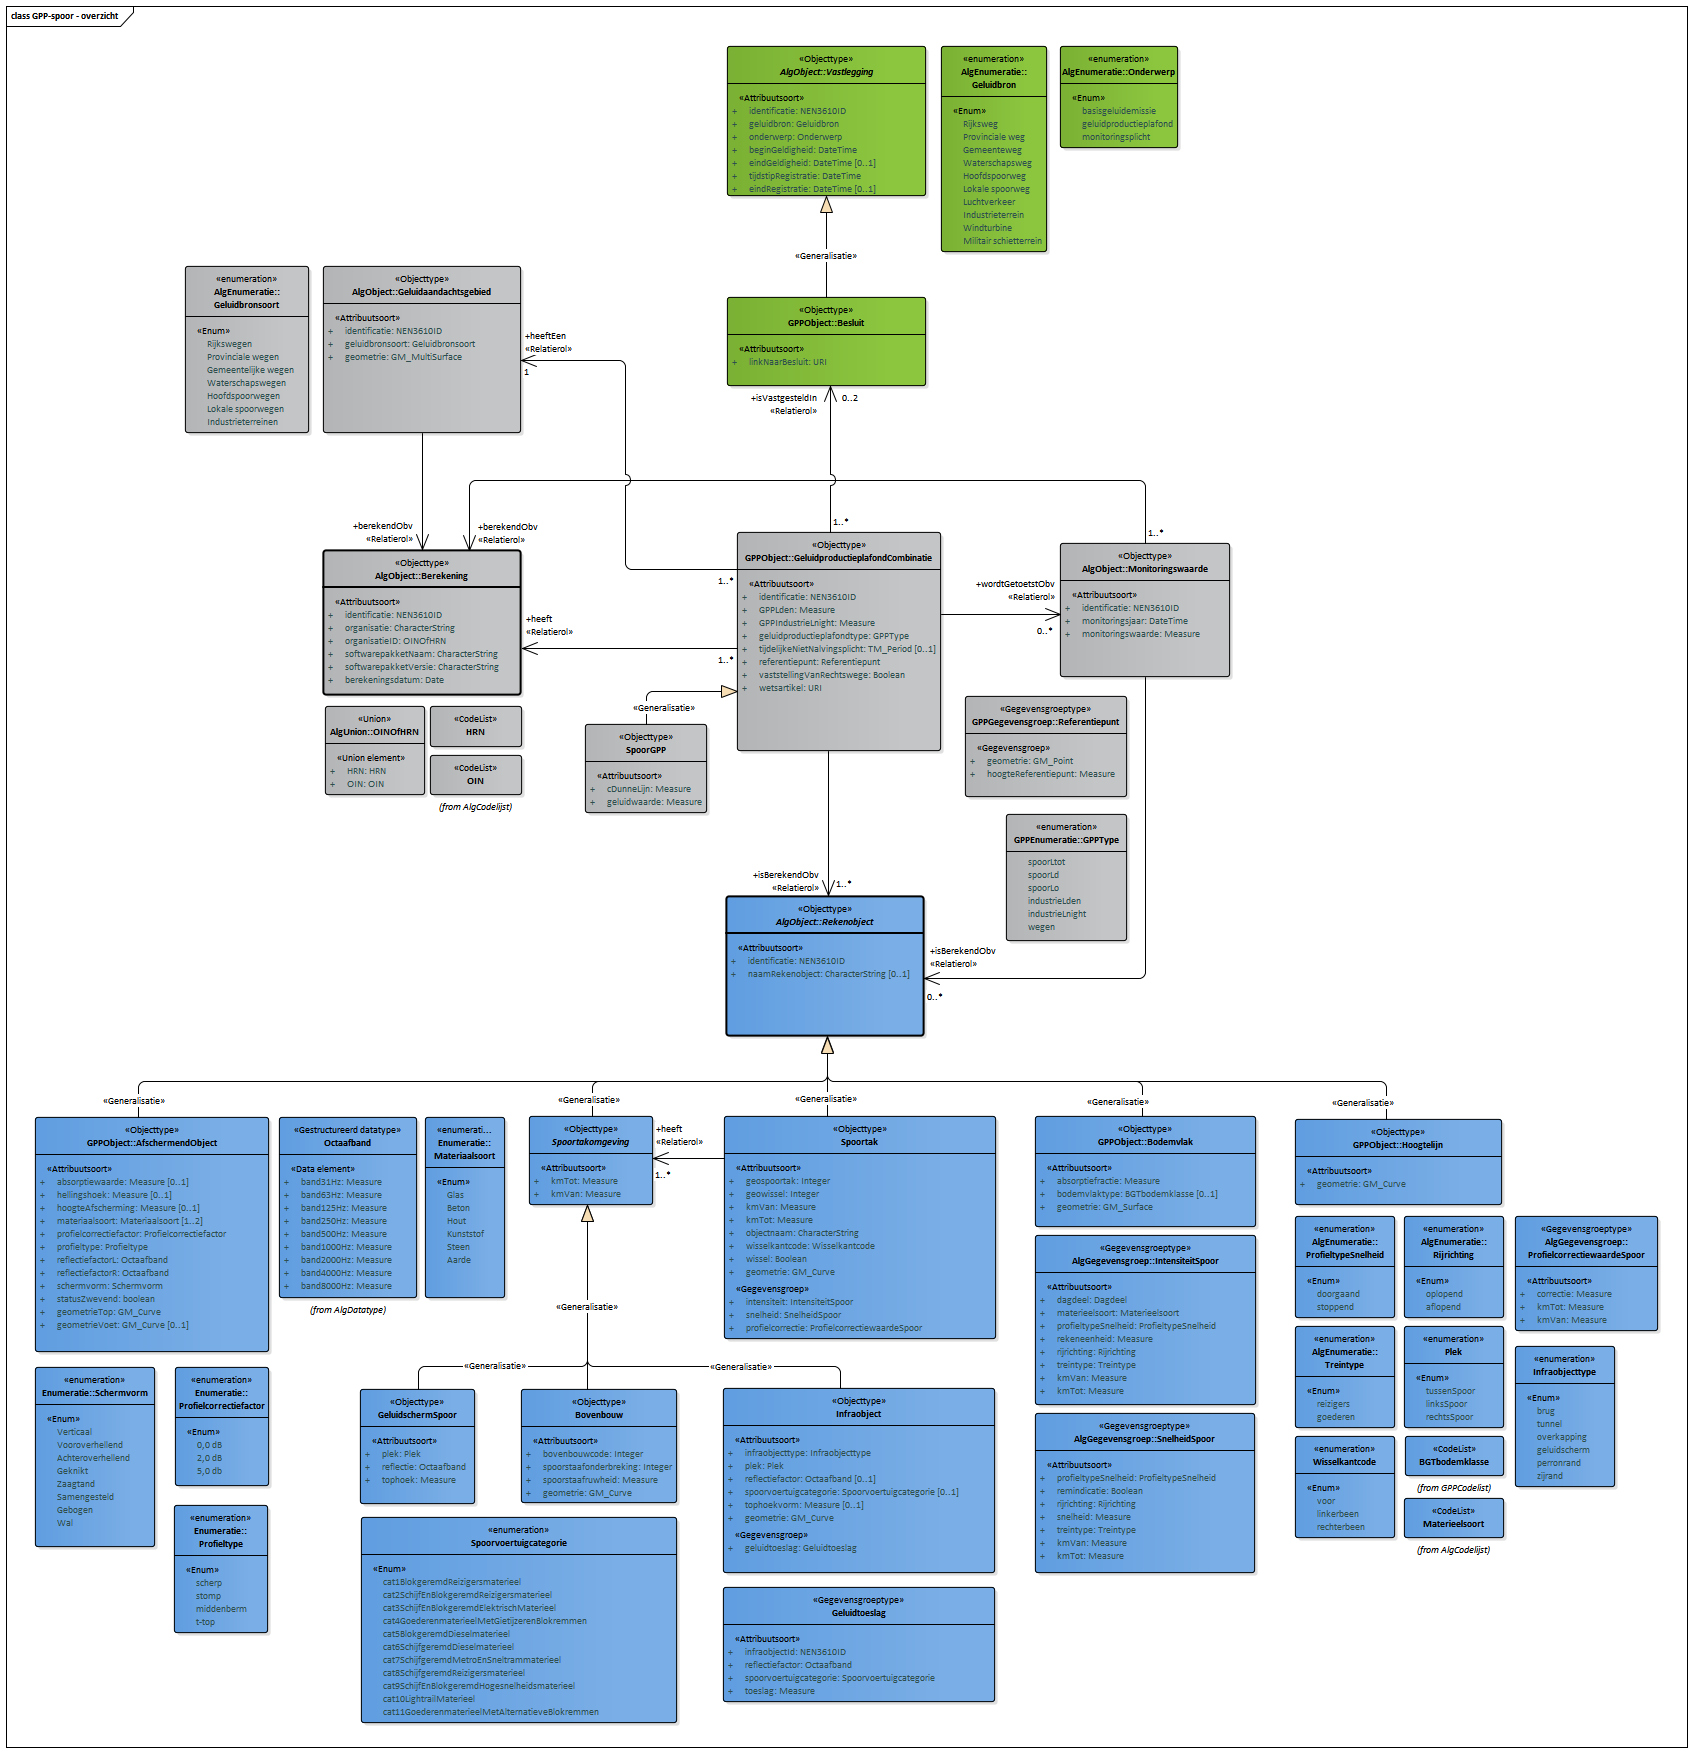 class GPP-spoor - overzicht
«Objecttype»
AlgObject::Vastlegging
«Attribuutsoort»
+ identificatie: NEN3610ID
+ geluidbron: Geluidbron
+ onderwerp: Onderwerp
+ beginGeldigheid: DateTime
+ eindGeldigheid: DateTime [0..1]
+ tijdstipRegistratie: DateTime
+ eindRegistratie: DateTime [0..1]
«enumeration»
AlgEnumeratie::
Geluidbron
«Enum»
Rijksweg
Provinciale weg
Gemeenteweg
Waterschapsweg
Hoofdspoorweg
Lokale spoorweg
Luchtverkeer
Industrieterrein
Windturbine
Militair schietterrein
«enumeration»
AlgEnumeratie::Onderwerp
«Enum»
basisgeluidemissie
geluidproductieplafond
monitoringsplicht
«Generalisatie»
«enumeration»
AlgEnumeratie::
Geluidbronsoort
«Enum»
Rijkswegen
Provinciale wegen
Gemeentelijke wegen
Waterschapswegen
Hoofdspoorwegen
Lokale spoorwegen
Industrieterreinen
«Objecttype»
AlgObject::Geluidaandachtsgebied
«Attribuutsoort»
+ identificatie: NEN3610ID
+ geluidbronsoort: Geluidbronsoort
+ geometrie: GM_MultiSurface
+heeftEen
«Relatierol»
1
«Objecttype»
GPPObject::Besluit
«Attribuutsoort»
+ linkNaarBesluit: URI
+isVastgesteldIn
«Relatierol»
0..2
1..*
+berekendObv
«Relatierol»
+berekendObv
«Relatierol»
1..*
«Objecttype»
AlgObject::Berekening
«Attribuutsoort»
+ identificatie: NEN3610ID
+ organisatie: CharacterString
+ organisatieID: OINOfHRN
+ softwarepakketNaam: CharacterString
+ softwarepakketVersie: CharacterString
+ berekeningsdatum: Date
+heeft
«Relatierol»
1..*
1..*
«Objecttype»
GPPObject::GeluidproductieplafondCombinatie
«Attribuutsoort»
+ identificatie: NEN3610ID
+ GPPLden: Measure
+ GPPIndustrieLnight: Measure
+ geluidproductieplafondtype: GPPType
+ tijdelijkeNietNalvingsplicht: TM_Period [0..1]
+ referentiepunt: Referentiepunt
+ vaststellingVanRechtswege: Boolean
+ wetsartikel: URI
+wordtGetoetstObv
«Relatierol»
0..*
«Objecttype»
AlgObject::Monitoringswaarde
«Attribuutsoort»
+ identificatie: NEN3610ID
+ monitoringsjaar: DateTime
+ monitoringswaarde: Measure
«Union»
AlgUnion::OINOfHRN
«Union element»
+ HRN: HRN
+ OIN: OIN
«CodeList»
HRN
«CodeList»
OIN
(from AlgCodelijst)
«Generalisatie»
«Objecttype»
SpoorGPP
«Attribuutsoort»
+ cDunneLijn: Measure
+ geluidwaarde: Measure
«Gegevensgroeptype»
GPPGegevensgroep::Referentiepunt
«Gegevensgroep»
+ geometrie: GM_Point
+ hoogteReferentiepunt: Measure
«enumeration»
GPPEnumeratie::GPPType
spoorLtot
spoorLd
spoorLo
industrieLden
industrieLnight
wegen
+isBerekendObv
«Relatierol»
1..*
«Objecttype»
AlgObject::Rekenobject
«Attribuutsoort»
+ identificatie: NEN3610ID
+ naamRekenobject: CharacterString [0..1]
+isBerekendObv
«Relatierol»
0..*
«Generalisatie»
«Generalisatie»
«Generalisatie»
«Generalisatie»
«Generalisatie»
«Objecttype»
GPPObject::AfschermendObject
«Attribuutsoort»
+ absorptiewaarde: Measure [0..1]
+ hellingshoek: Measure [0..1]
+ hoogteAfscherming: Measure [0..1]
+ materiaalsoort: Materiaalsoort [1..2]
+ profielcorrectiefactor: Profielcorrectiefactor
+ profieltype: Profieltype
+ reflectiefactorL: Octaafband
+ reflectiefactorR: Octaafband
+ schermvorm: Schermvorm
+ statusZwevend: boolean
+ geometrieTop: GM_Curve
+ geometrieVoet: GM_Curve [0..1]
«Gestructureerd datatype»
Octaafband
«Data element»
+ band31Hz: Measure
+ band63Hz: Measure
+ band125Hz: Measure
+ band250Hz: Measure
+ band500Hz: Measure
+ band1000Hz: Measure
+ band2000Hz: Measure
+ band4000Hz: Measure
+ band8000Hz: Measure
(from AlgDatatype)
«enumerati...
Enumeratie::
Materiaalsoort
«Enum»
Glas
Beton
Hout
Kunststof
Steen
Aarde
«Objecttype»
Spoortakomgeving
«Attribuutsoort»
+ kmTot: Measure
+ kmVan: Measure
+heeft
«Relatierol»
1..*
«Objecttype»
Spoortak
«Attribuutsoort»
+ geospoortak: Integer
+ geowissel: Integer
+ kmVan: Measure
+ kmTot: Measure
+ objectnaam: CharacterString
+ wisselkantcode: Wisselkantcode
+ wissel: Boolean
+ geometrie: GM_Curve
«Gegevensgroep»
+ intensiteit: IntensiteitSpoor
+ snelheid: SnelheidSpoor
+ profielcorrectie: ProfielcorrectiewaardeSpoor
«Objecttype»
GPPObject::Bodemvlak
«Attribuutsoort»
+ absorptiefractie: Measure
+ bodemvlaktype: BGTbodemklasse [0..1]
+ geometrie: GM_Surface
«Objecttype»
GPPObject::Hoogtelijn
«Attribuutsoort»
+ geometrie: GM_Curve
«Gegevensgroeptype»
AlgGegevensgroep::IntensiteitSpoor
«Attribuutsoort»
+ dagdeel: Dagdeel
+ materieelsoort: Materieelsoort
+ profieltypeSnelheid: ProfieltypeSnelheid
+ rekeneenheid: Measure
+ rijrichting: Rijrichting
+ treintype: Treintype
+ kmVan: Measure
+ kmTot: Measure
«enumeration»
AlgEnumeratie::
ProfieltypeSnelheid
«Enum»
doorgaand
stoppend
«enumeration»
AlgEnumeratie::
Rijrichting
«Enum»
oplopend
aflopend
«Gegevensgroeptype»
AlgGegevensgroep::
ProfielcorrectiewaardeSpoor
«Attribuutsoort»
+ correctie: Measure
+ kmTot: Measure
+ kmVan: Measure
«Generalisatie»
«Generalisatie»
«Generalisatie»
«enumeration»
Enumeratie::Schermvorm
«Enum»
Verticaal
Vooroverhellend
Achteroverhellend
Geknikt
Zaagtand
Samengesteld
Gebogen
Wal
«enumeration»
Enumeratie::
Profielcorrectiefactor
«Enum»
0,0 dB
2,0 dB
5,0 db
«enumeration»
Enumeratie::
Profieltype
«Enum»
scherp
stomp
middenberm
t-top
«Objecttype»
GeluidschermSpoor
«Attribuutsoort»
+ plek: Plek
+ reflectie: Octaafband
+ tophoek: Measure
«Objecttype»
Bovenbouw
«Attribuutsoort»
+ bovenbouwcode: Integer
+ spoorstaafonderbreking: Integer
+ spoorstaafruwheid: Measure
+ geometrie: GM_Curve
«Objecttype»
Infraobject
«Attribuutsoort»
+ infraobjecttype: Infraobjecttype
+ plek: Plek
+ reflectiefactor: Octaafband [0..1]
+ spoorvoertuigcategorie: Spoorvoertuigcategorie [0..1]
+ tophoekvorm: Measure [0..1]
+ geometrie: GM_Curve
«Gegevensgroep»
+ geluidtoeslag: Geluidtoeslag
«Gegevensgroeptype»
AlgGegevensgroep::SnelheidSpoor
«Attribuutsoort»
+ profieltypeSnelheid: ProfieltypeSnelheid
+ remindicatie: Boolean
+ rijrichting: Rijrichting
+ snelheid: Measure
+ treintype: Treintype
+ kmVan: Measure
+ kmTot: Measure
«enumeration»
AlgEnumeratie::
Treintype
«Enum»
reizigers
goederen
«enumeration»
Plek
«Enum»
tussenSpoor
linksSpoor
rechtsSpoor
«enumeration»
Infraobjecttype
«Enum»
brug
tunnel
overkapping
geluidscherm
perronrand
zijrand
«enumeration»
Wisselkantcode
«Enum»
voor
linkerbeen
rechterbeen
«CodeList»
BGTbodemklasse
(from GPPCodelist)
«CodeList»
Materieelsoort
(from AlgCodelijst)
«enumeration»
Spoorvoertuigcategorie
«Enum»
cat1BlokgeremdReizigersmaterieel
cat2SchijfEnBlokgeremdReizigersmaterieel
cat3SchijfEnBlokgeremdElektrischMaterieel
cat4GoederenmaterieelMetGietijzerenBlokremmen
cat5BlokgeremdDieselmaterieel
cat6SchijfgeremdDieselmaterieel
cat7SchijfgeremdMetroEnSneltrammaterieel
cat8SchijfgeremdReizigersmaterieel
cat9SchijfEnBlokgeremdHogesnelheidsmaterieel
cat10LightrailMaterieel
cat11GoederenmaterieelMetAlternatieveBlokremmen
«Gegevensgroeptype»
Geluidtoeslag
«Attribuutsoort»
+ infraobjectId: NEN3610ID
+ reflectiefactor: Octaafband
+ spoorvoertuigcategorie: Spoorvoertuigcategorie
+ toeslag: Measure